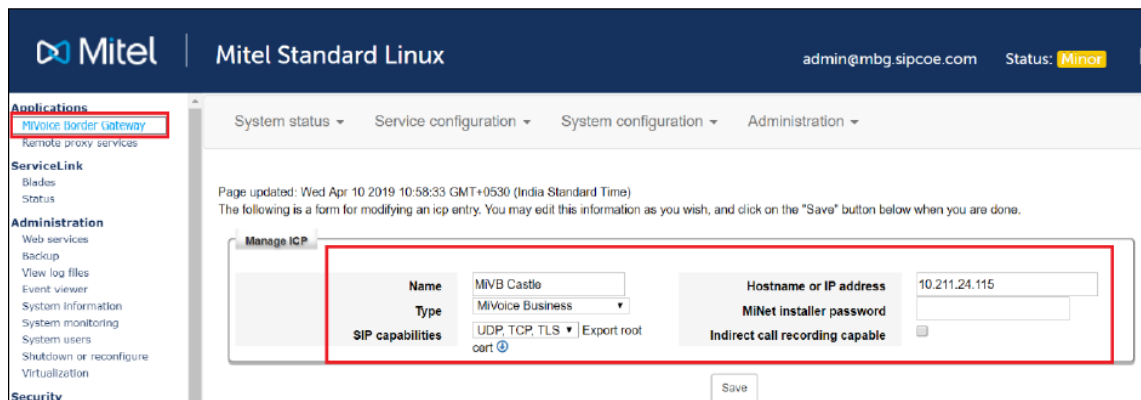 Mitel
Mitel Standard Linux
admin@mbg.sipcoe.com
Status: Minor
Applications
MiVoice Border Gateway
Remote proxy services
ServiceLink
Blades
Status
Administration
Web services
Backup
View log files
Event viewer
System information
System monitoring
System users
Shutdown or reconfigure
Virtualization
Security
System status
Service configuration
System configuration
Administration
Page updated: Wed Apr 10 2019 10:58:33 GMT+0530 (India Standard Time)
The following is a form for modifying an icp entry. You may edit this information as you wish, and click on the "Save" button below when you are done.
Manage ICP
Name MiVB Castle
Hostname or IP address 10.211.24.115
Type MiVoice Business
MiNet installer password
SIP capabilities UDP, TCP, TLS Export root
cert
Indirect call recording capable
Save